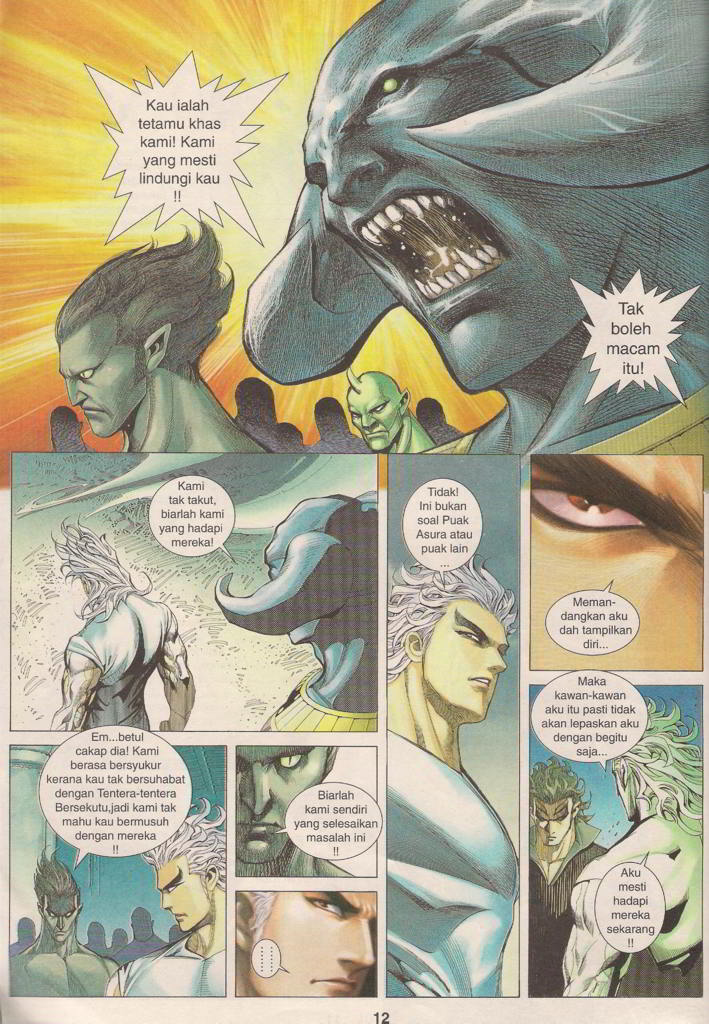 Kau ialah
tetamu khas
kami! Kami
yang mesti
lindungi kau
!!
Tak
boleh
macam
itu!
Kami
tak takut,
biarlah kami
yang hadapi
mereka!
Em...betul
cakap dia! Kami
berasa bersyukur
kerana kau tak bersuhabat
dengan Tentera-tentera
Bersekutu,jadi kami tak
mahu kau bermusuh
dengan mereka
!!
Biarlah
kami sendiri
yang selesaikan
masalah ini
!!
......
Tidak!
Ini bukan
soal Puak
Asura atau
puak lain
...
Meman-
dangkan aku
dah tampilkan
diri...
Maka
kawan-kawan
aku itu pasti tidak
akan lepaskan aku
dengan begitu
saja...
Aku
mesti
hadapi
mereka
sekarang
!!
12